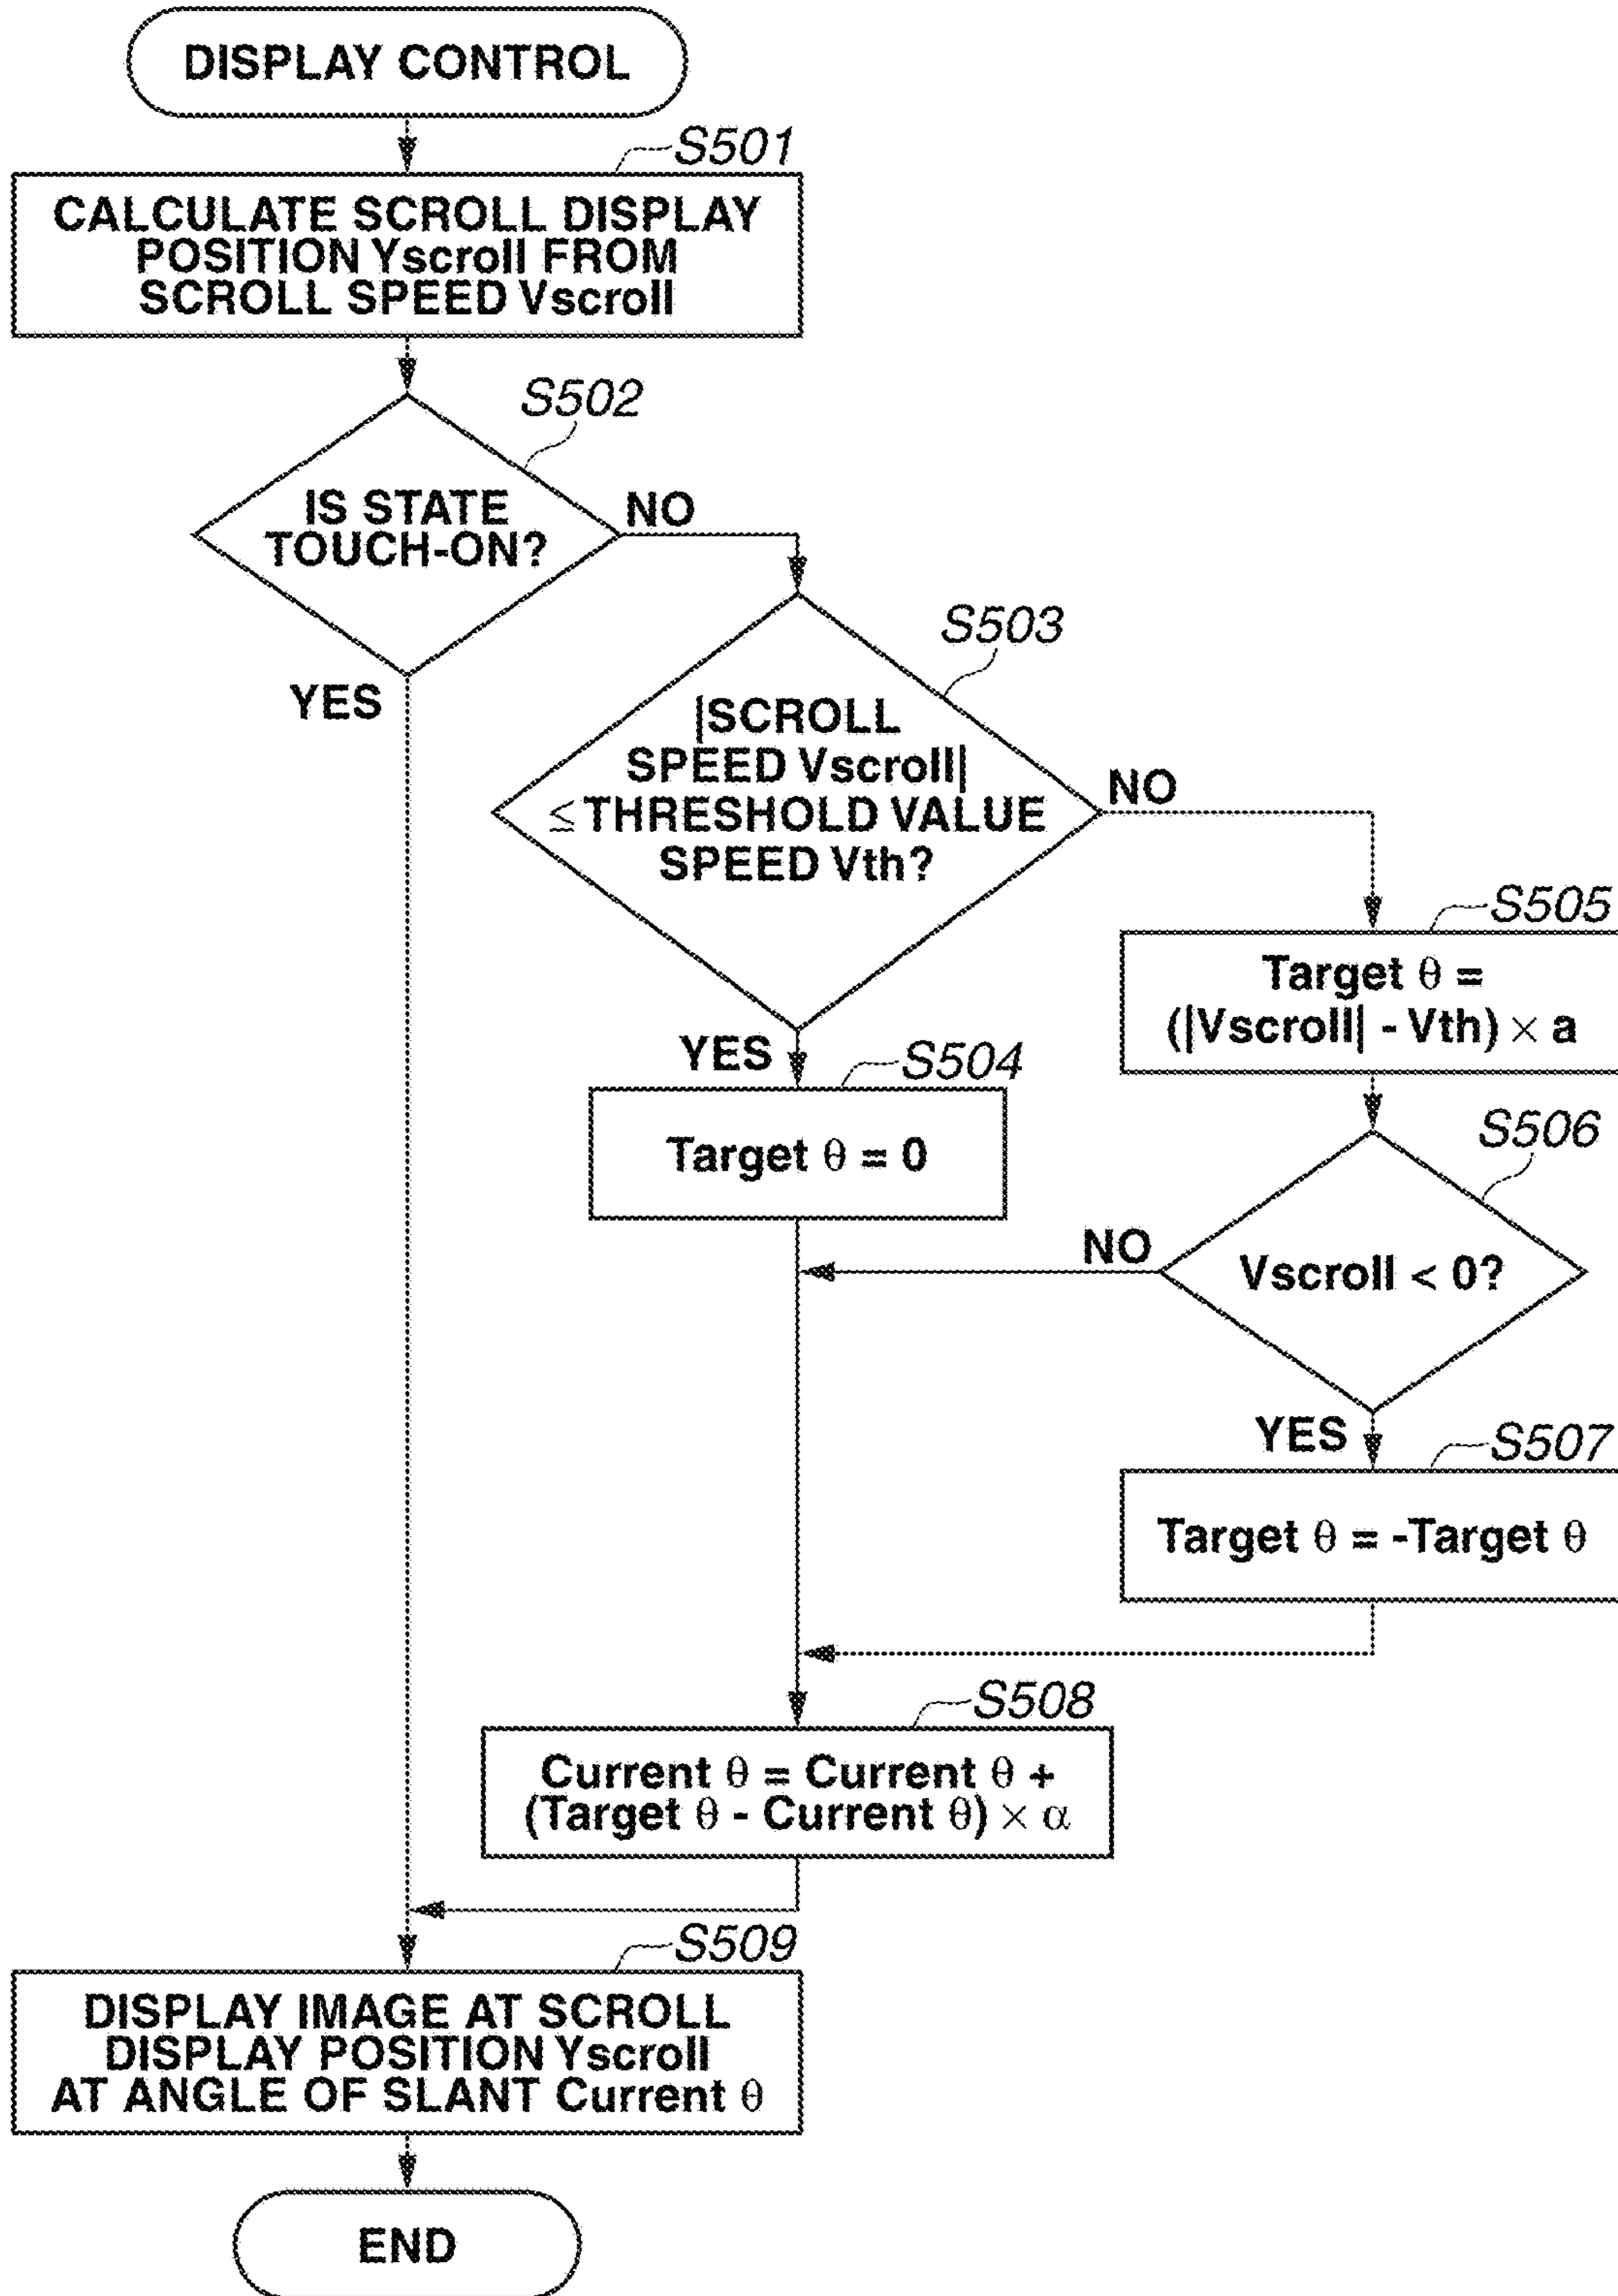 DISPLAY CONTROL
S501
CALCULATE SCROLL DISPLAY
POSITION Yscroll FROM
SCROLL SPEED Vscroll
S502
IS STATE
TOUCH-ON?
NO
YES
S503
|SCROLL
SPEED Vscroll|
≤ THRESHOLD VALUE
SPEED Vth?
NO
YES
S504
Target θ = 0
S505
Target θ =
(|Vscroll| - Vth) × a
S506
Vscroll < 0?
NO
YES
S507
Target θ = -Target θ
S508
Current θ = Current θ +
(Target θ - Current θ) × α
S509
DISPLAY IMAGE AT SCROLL
DISPLAY POSITION Yscroll
AT ANGLE OF SLANT Current θ
END